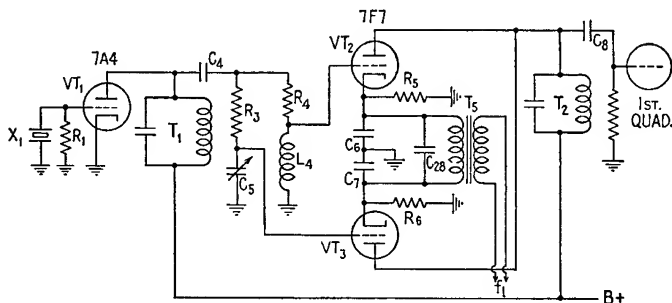 7A4
VT1
X1
R1
T1
C4
R3
R4
C5
L4
7F7
VT2
R5
C6
C7
C28
T5
R6
VT3
f1
T2
C8
1ST.
QUAD.
B+